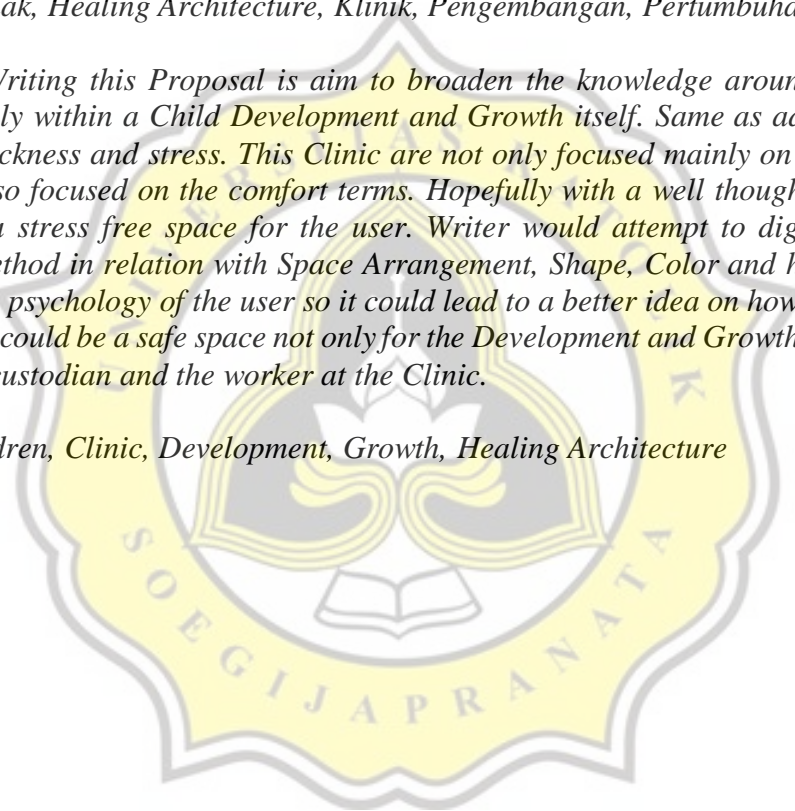 ak, Healing Architecture, Klinik, Pengembangan, Pertumbuha
Writing this Proposal is aim to broaden the knowledge aroun
ly within a Child Development and Growth itself. Same as ad
ickness and stress. This Clinic are not only focused mainly on
so focused on the comfort terms. Hopefully with a well though
a stress free space for the user. Writer would attempt to dig
ethod in relation with Space Arrangement, Shape, Color and h
psychology of the user so it could lead to a better idea on how
could be a safe space not only for the Development and Growth
custodian and the worker at the Clinic.
dren, Clinic, Development, Growth, Healing Architecture
UNIVERSITAS KATOLIK
SOEGIJAPRANATA